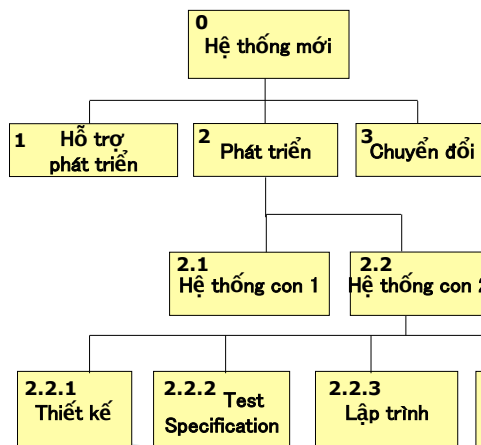 0
Hệ thống mới
1
Hỗ trợ
phát triển
2
Phát triển
3
Chuyển đổi
2.1
Hệ thống con 1
2.2
Hệ thống con 2
2.2.1
Thiết kế
2.2.2
Test
Specification
2.2.3
Lập trình